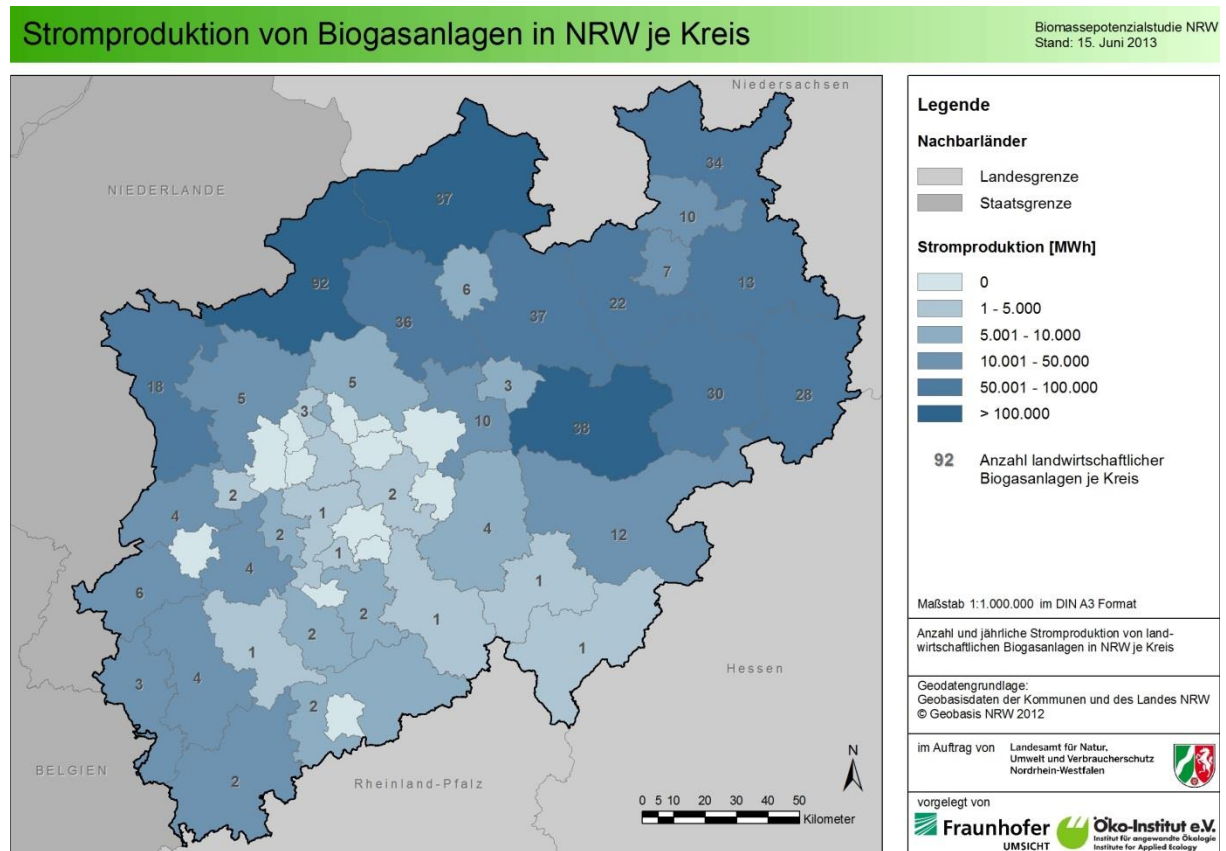 Stromproduktion von Biogasanlagen in NRW je Kreis
Biomassepotenzialstudie NRW
Stand: 15. Juni 2013
Niedersachsen
NIEDERLANDE
34
37
10
92
7
13
6
36
37
22
18
5
5
3
3
10
38
30
28
2
2
1
4
2
4
12
1
4
6
1
2
2
1
1
1
4
3
2
2
Hessen
BELGIEN
Rheinland-Pfalz
N
0 5 10 20 30 40 50
Kilometer
Legende
Nachbarländer
Landesgrenze
Staatsgrenze
Stromproduktion [MWh]
0
1 - 5.000
5.001 - 10.000
10.001 - 50.000
50.001 - 100.000
> 100.000
92 Anzahl landwirtschaftlicher
Biogasanlagen je Kreis
Maßstab 1:1.000.000 im DIN A3 Format
Anzahl und jährliche Stromproduktion von land-
wirtschaftlichen Biogasanlagen in NRW je Kreis
Geodatengrundlage:
Geobasisdaten der Kommunen und des Landes NRW
© Geobasis NRW 2012
im Auftrag von
Landesamt für Natur,
Umwelt und Verbraucherschutz
Nordrhein-Westfalen
vorgelegt von
Fraunhofer
UMSICHT
Öko-Institut e.V.
Institut für angewandte Ökologie
Institute for Applied Ecology